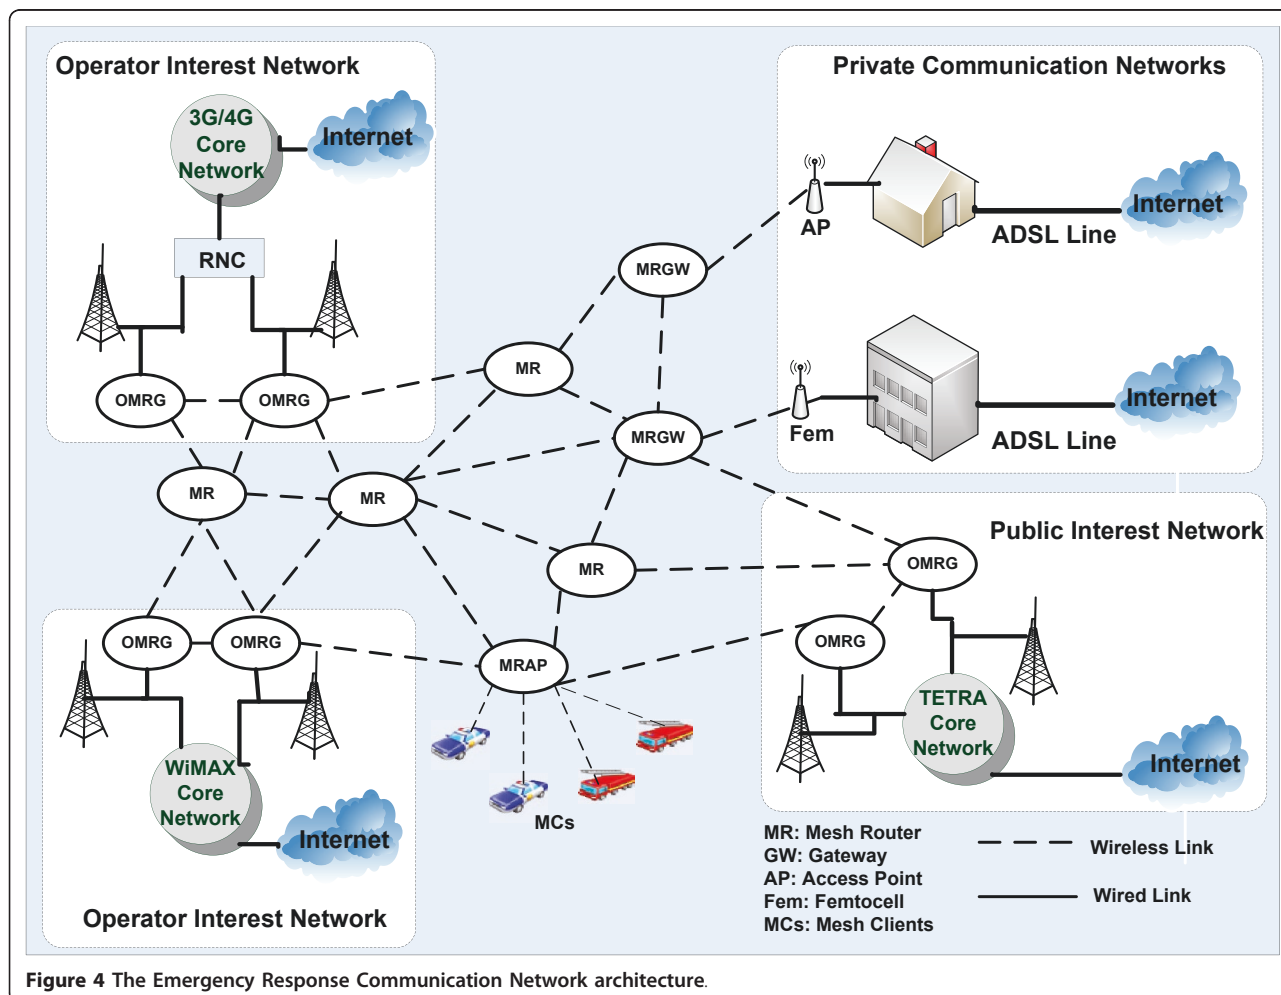 Operator Interest Network
3G/4G
Core
Network
Internet
RNC
OMRG
OMRG
Private Communication Networks
AP
ADSL Line
Internet
Fem
ADSL Line
Internet
MRGW
MR
MRGW
MR
MR
MR
MRAP
MCs
Public Interest Network
OMRG
OMRG
TETRA
Core
Network
Internet
OMRG
OMRG
WiMAX
Core
Network
Internet
Operator Interest Network
MR: Mesh Router
GW: Gateway
AP: Access Point
Fem: Femtocell
MCs: Mesh Clients
Wireless Link
Wired Link
Figure 4 The Emergency Response Communication Network architecture.